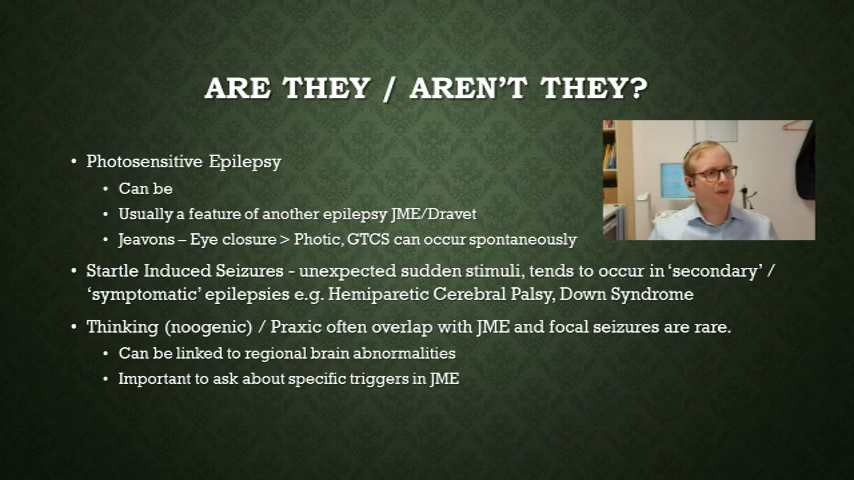 ARE THEY / AREN'T THEY?
• Photosensitive Epilepsy
• Can be
• Usually a feature of another epilepsy JME/Dravet
• Jeavons – Eye closure > Photic, GTCS can occur spontaneously
• Startle Induced Seizures - unexpected sudden stimuli, tends to occur in 'secondary' /
'symptomatic' epilepsies e.g. Hemiparetic Cerebral Palsy, Down Syndrome
• Thinking (noogenic) / Praxic often overlap with JME and focal seizures are rare.
• Can be linked to regional brain abnormalities
• Important to ask about specific triggers in JME